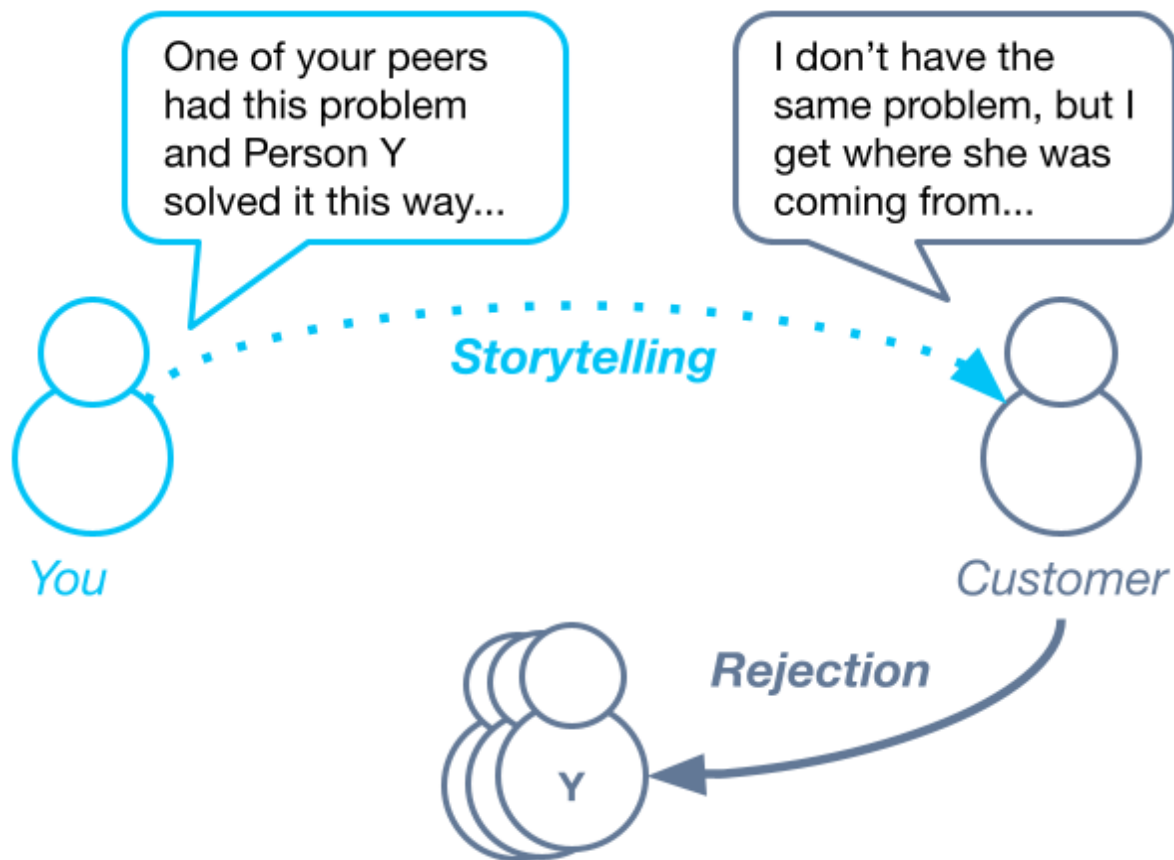 One of your peers
had this problem
and Person Y
solved it this way...
I don’t have the
same problem, but I
get where she was
coming from...
Storytelling
You
Customer
Rejection
Y